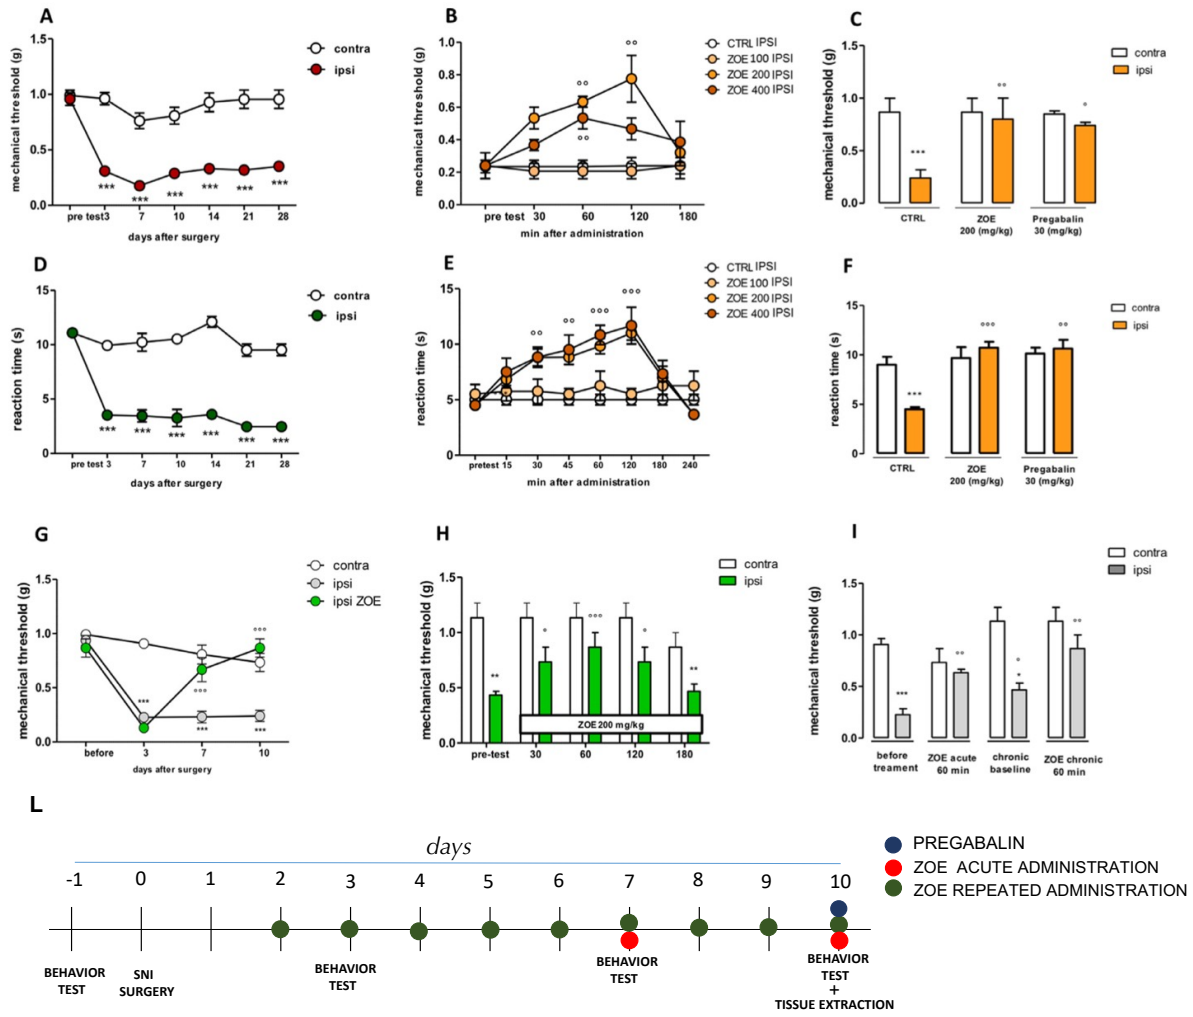 A
mechanical threshold (g)
1.5
1.0
0.5
0.0
contra
ipsi
*** *** *** *** *** ***
pre test 3 7 10 14 21 28
days after surgery
B
mechanical threshold (g)
1.0
0.8
0.6
0.4
0.2
0.0
CTRL IPSI
ZOE 100 IPSI
ZOE 200 IPSI
ZOE 400 IPSI
°°
°°
°°
pre test 30 60 120 180
min after administration
C
mechanical threshold (g)
1.5
1.0
0.5
0.0
contra
ipsi
*** °° °
CTRL ZOE Pregabalin
200 (mg/kg) 30 (mg/kg)
D
reaction time (s)
15
10
5
0
contra
ipsi
*** *** *** *** *** ***
pre test 3 7 10 14 21 28
days after surgery
E
reaction time (s)
15
10
5
0
CTRL IPSI
ZOE 100 IPSI
ZOE 200 IPSI
ZOE 400 IPSI
°° °° °°° °°°
pretest 15 30 45 60 120 180 240
min after administration
F
reaction time (s)
15
10
5
0
contra
ipsi
*** °°° °°
CTRL ZOE Pregabalin
200 (mg/kg) 30 (mg/kg)
G
mechanical threshold (g)
1.5
1.0
0.5
0.0
contra
ipsi
ipsi ZOE
°°°
°°°
*** *** ***
before 3 7 10
days after surgery
H
mechanical threshold (g)
1.5
1.0
0.5
0.0
contra
ipsi
** ° °°° ° **
ZOE 200 mg/kg
pre-test 30 60 120 180
I
mechanical threshold (g)
1.5
1.0
0.5
0.0
contra
ipsi
*** °° ° * °°
before ZOE acute chronic ZOE chronic
treament 60 min baseline 60 min
L
days
-1 0 1 2 3 4 5 6 7 8 9 10
PREGABALIN
ZOE ACUTE ADMINISTRATION
ZOE REPEATED ADMINISTRATION
BEHAVIOR
TEST
SNI
SURGERY
BEHAVIOR
TEST
BEHAVIOR
TEST
BEHAVIOR
TEST
+
TISSUE EXTRACTION